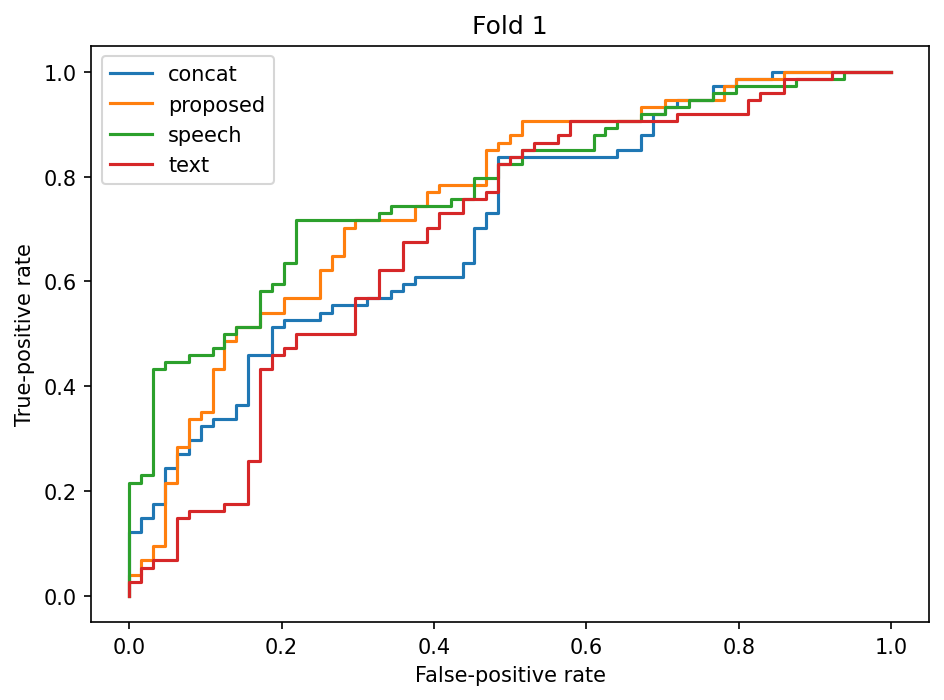 Fold 1
concat
proposed
speech
text
True-positive rate
1.0
0.8
0.6
0.4
0.2
0.0
0.0 0.2 0.4 0.6 0.8 1.0
False-positive rate